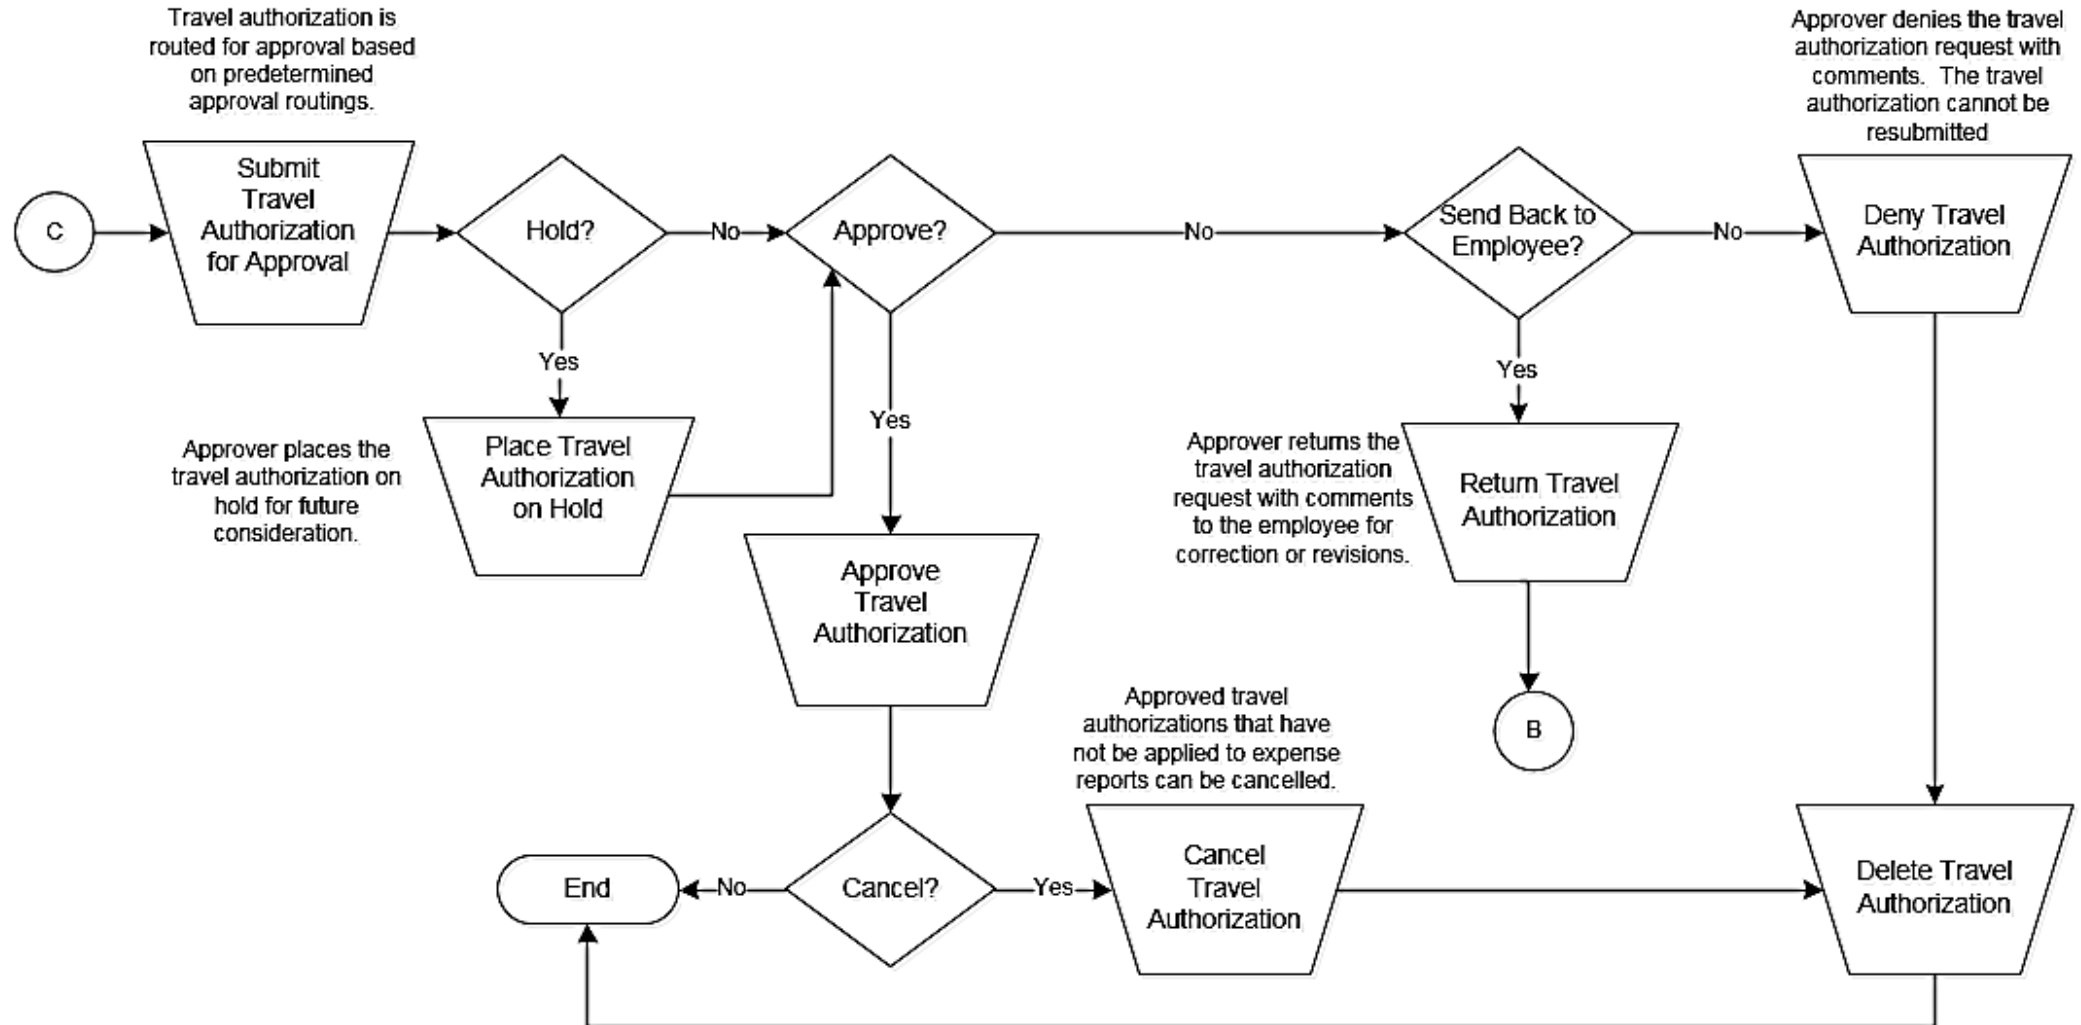 Travel authorization is
routed for approval based
on predetermined
approval routings.
Approver denies the travel
authorization request with
comments. The travel
authorization cannot be
resubmitted
C
Submit
Travel
Authorization
for Approval
Hold?
No
Approve?
No
Send Back to
Employee?
No
Deny Travel
Authorization
Yes
Yes
Yes
Approver places the
travel authorization on
hold for future
consideration.
Place Travel
Authorization
on Hold
Approver returns the
travel authorization
request with comments
to the employee for
correction or revisions.
Return Travel
Authorization
Approve
Travel
Authorization
B
Approved travel
authorizations that have
not be applied to expense
reports can be cancelled.
End
No
Cancel?
Yes
Cancel
Travel
Authorization
Delete Travel
Authorization